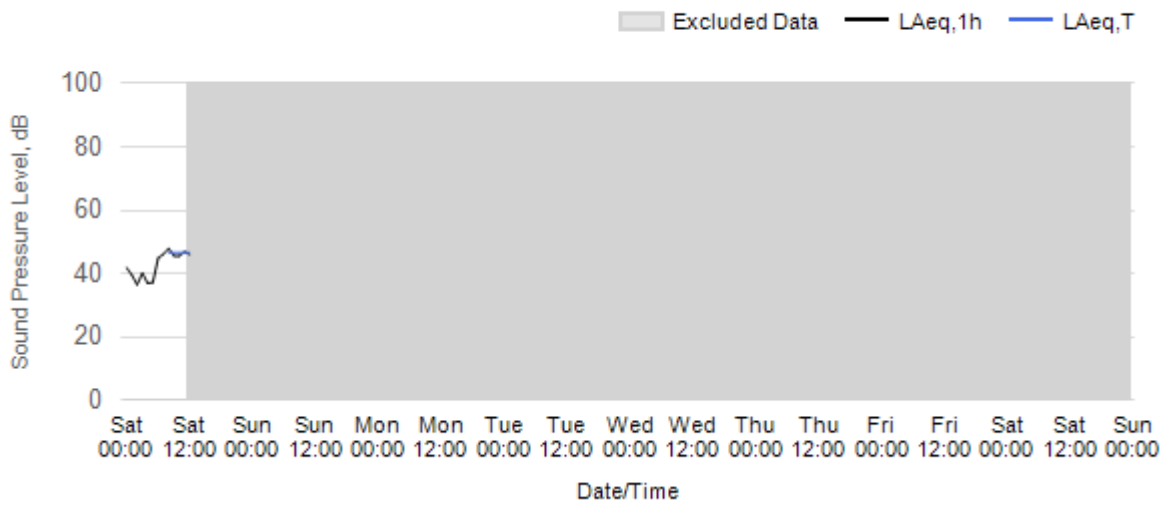 Excluded Data LAeq,1h LAeq,T
100
80
60
40
20
0
Sound Pressure Level, dB
Sat Sat Sun Sun Mon Mon Tue Tue Wed Wed Thu Thu Fri Fri Sat Sat Sun
00:00 12:00 00:00 12:00 00:00 12:00 00:00 12:00 00:00 12:00 00:00 12:00 00:00 12:00 00:00 12:00 00:00
Date/Time